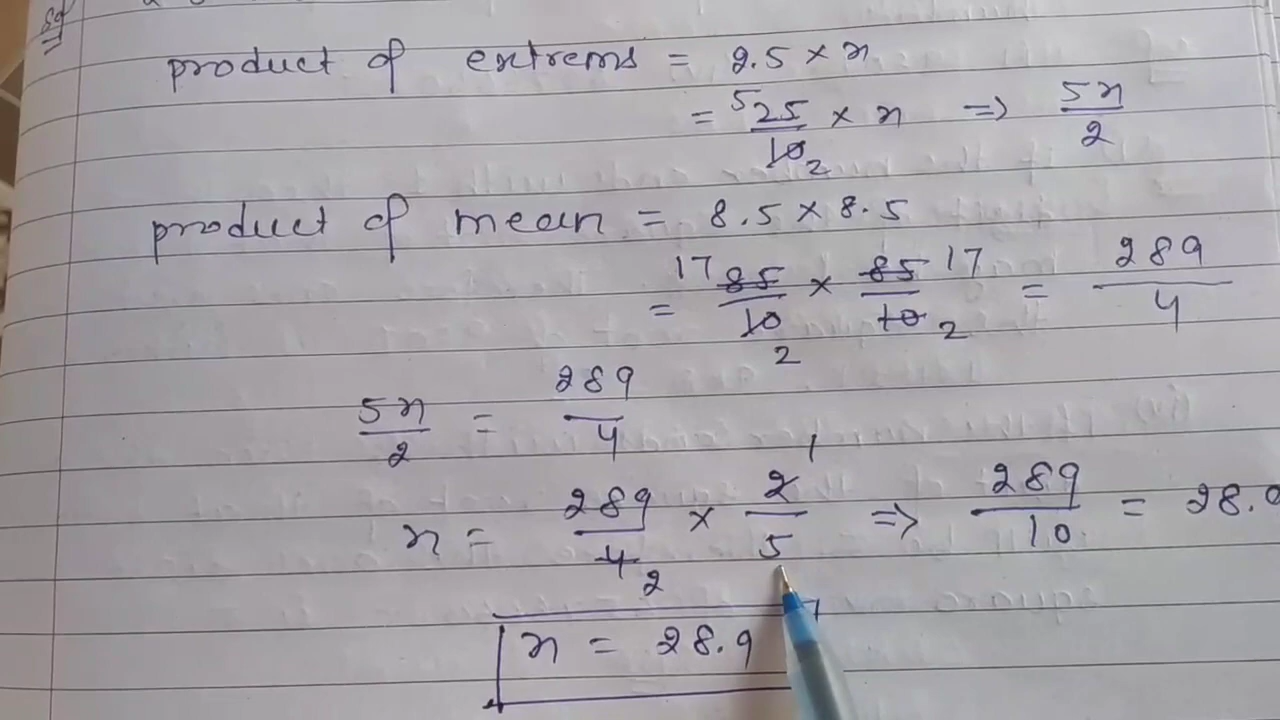 product of extrems = 2.5 × x
= 5 25/10 2 × x => 5x/2
product of mean = 8.5 × 8.5
= 17 85/10 2 × 85/10 17 2 = 289/4
5x/2 = 289/4
x = 289/4 2 × 2/5 1 => 289/10 = 28.9
x = 28.9